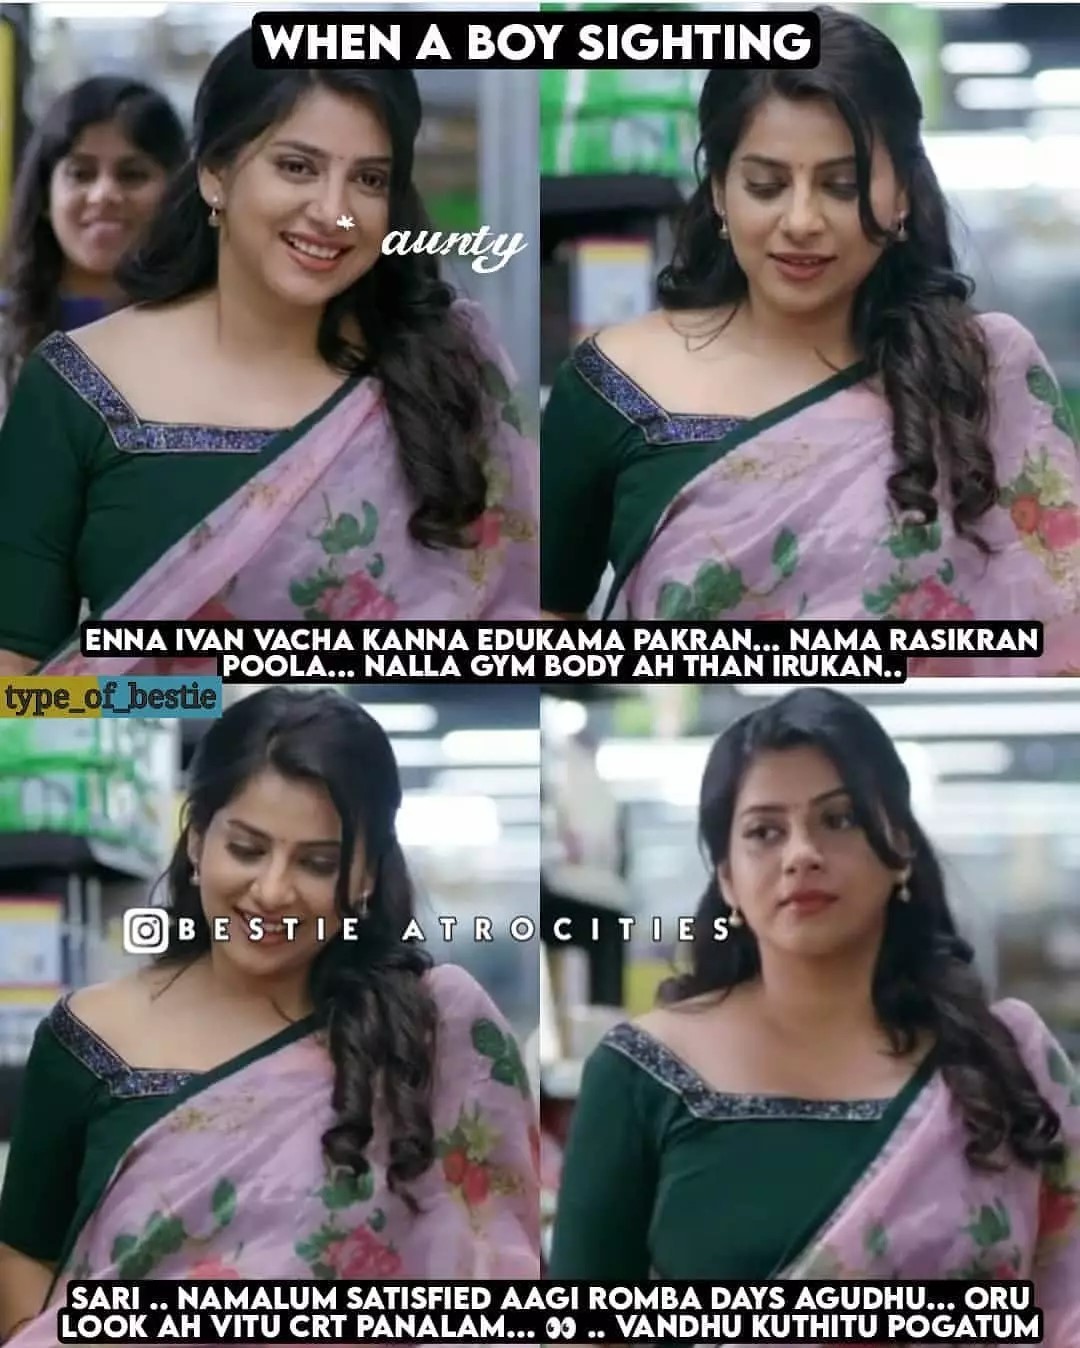 WHEN A BOY SIGHTING
aunty
ENNA IVAN VACHA KANNA EDUKAMA PAKRAN... NAMA RASIKRAN
POOLA... NALLA GYM BODY AH THAN IRUKAN..
type_of_bestie
BESTIE ATROCITIES
SARI .. NAMALUM SATISFIED AAGI ROMBA DAYS AGUDHU... ORU
LOOK AH VITU CRT PANALAM... 👀 .. VANDHU KUTHITU POGATUM